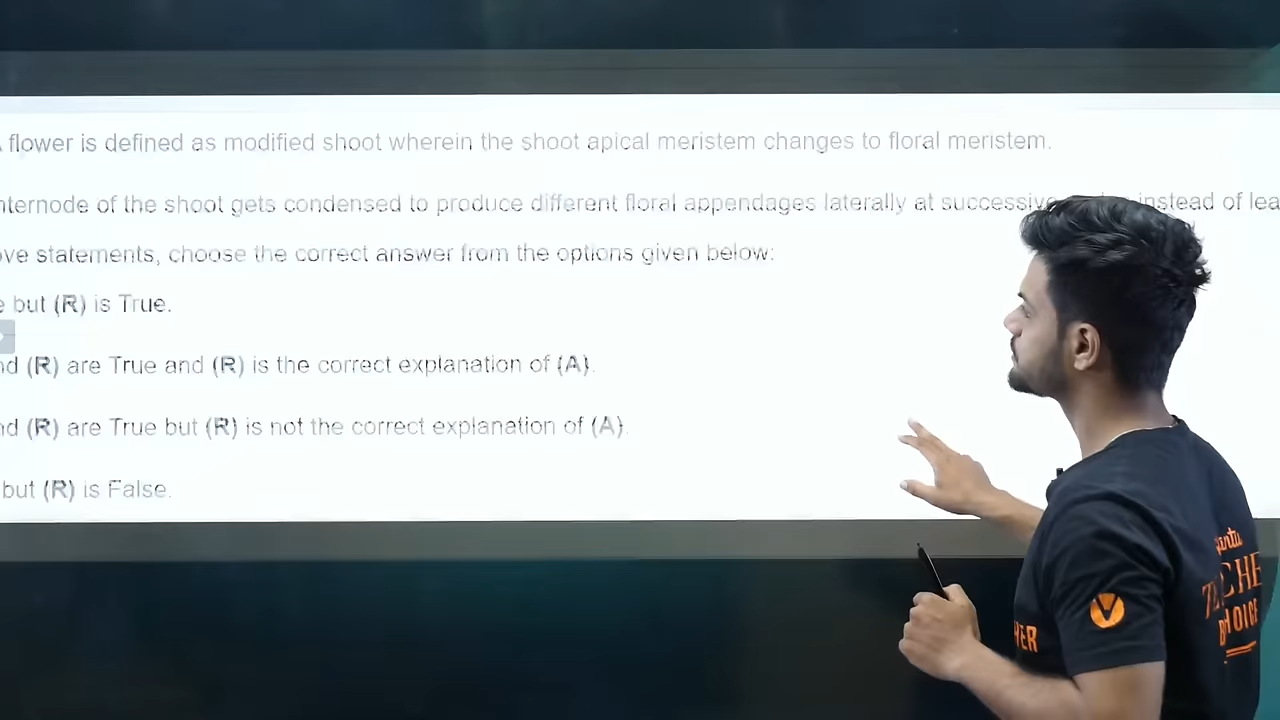 flower is defined as modified shoot wherein the shoot apical meristem changes to floral meristem.
nternode of the shoot gets condensed to produce different floral appendages laterally at successive instead of lea
ve statements, choose the correct answer from the options given below:
e but (R) is True.
nd (R) are True and (R) is the correct explanation of (A).
nd (R) are True but (R) is not the correct explanation of (A).
but (R) is False.
HER